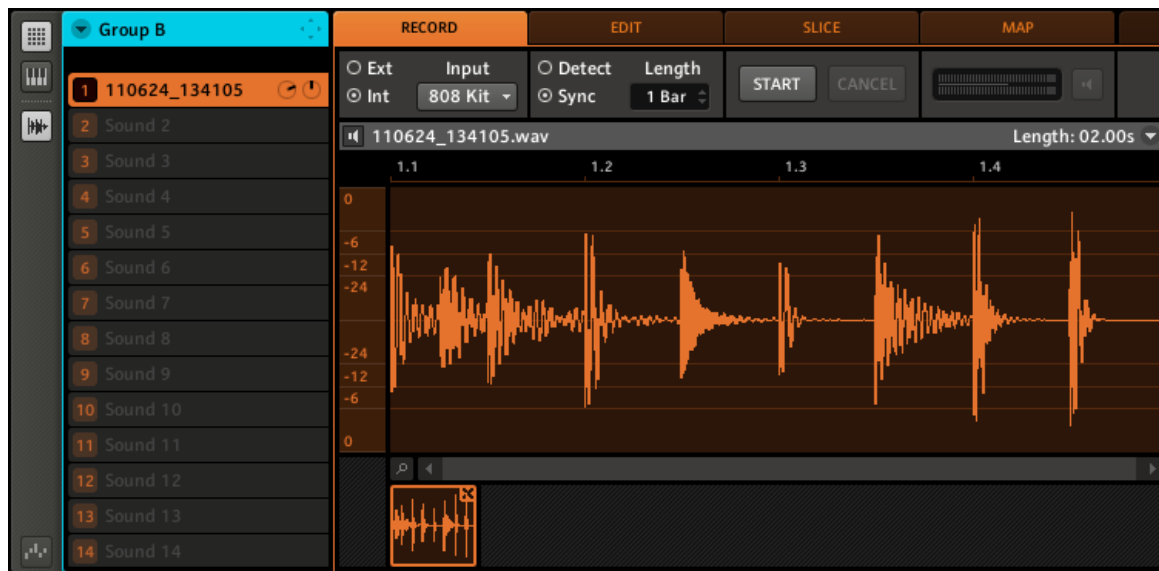 Group B
1 110624_134105
2 Sound 2
3 Sound 3
4 Sound 4
5 Sound 5
6 Sound 6
7 Sound 7
8 Sound 8
9 Sound 9
10 Sound 10
11 Sound 11
12 Sound 12
13 Sound 13
14 Sound 14
RECORD EDIT SLICE MAP
Ext Input Detect Length
Int 808 Kit Sync 1 Bar START CANCEL
110624_134105.wav Length: 02.00s
1.1 1.2 1.3 1.4
0
-6
-12
-24
-24
-12
-6
0